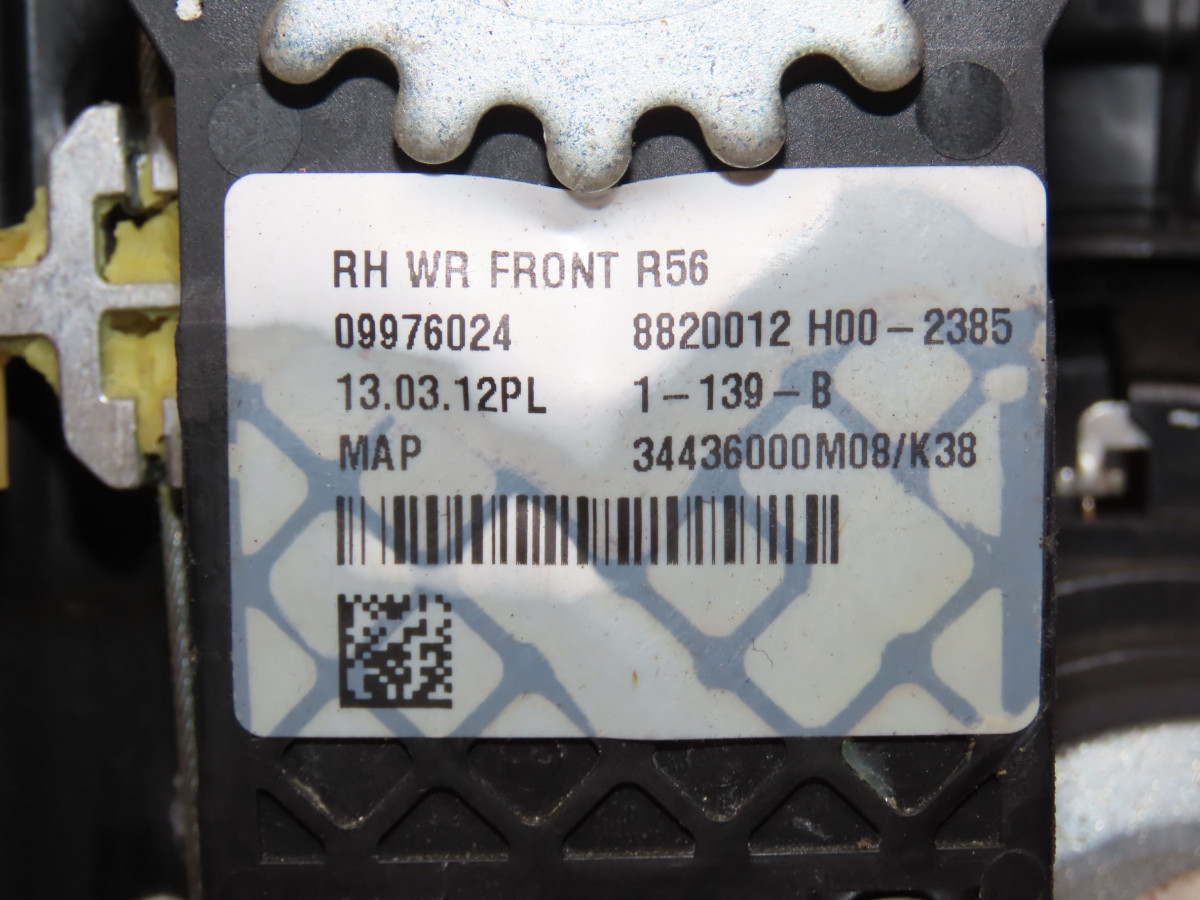 RH WR FRONT R56
09976024 8820012 H00-2385
13.03.12PL 1-139-B
MAP 34436000M08/K38